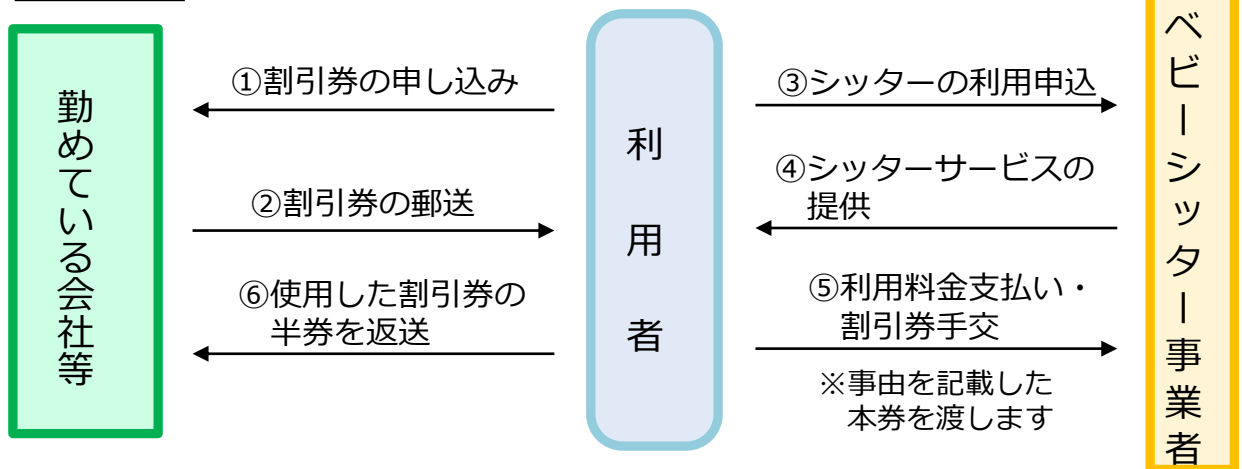 勤めている会社等
①割引券の申し込み
②割引券の郵送
⑥使用した割引券の
半券を返送
利用者
③シッターの利用申込
④シッターサービスの
提供
⑤利用料金支払い・
割引券手交
※事由を記載した
本券を渡します
ベビーシッター事業者